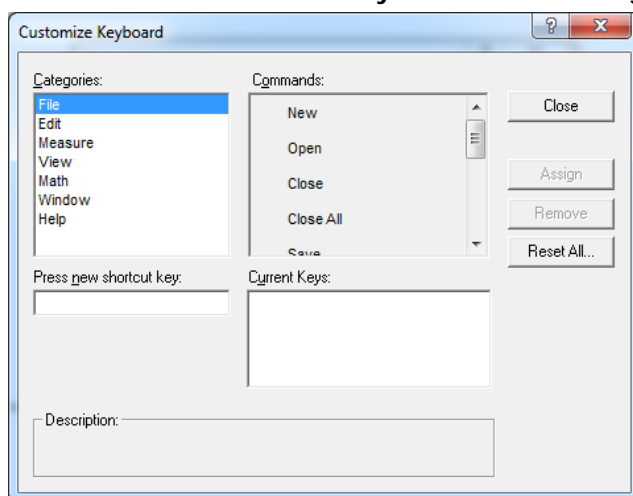 Customize Keyboard
Categories:
Commands:
File
Edit
Measure
View
Math
Window
Help
New
Open
Close
Close All
Save
Close
Assign
Remove
Reset All...
Press new shortcut key:
Current Keys:
Description: